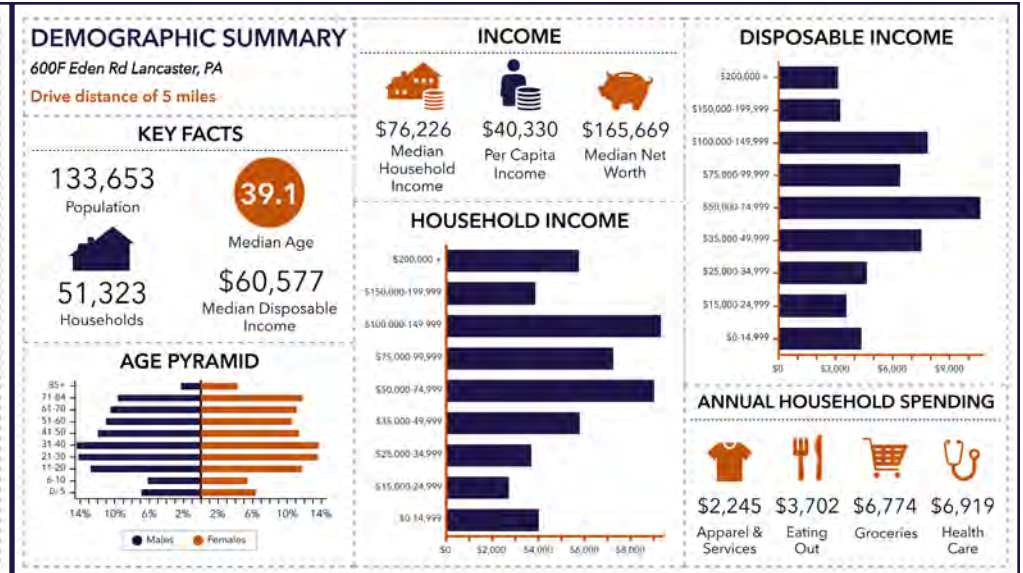 DEMOGRAPHIC SUMMARY
600F Eden Rd Lancaster, PA
Drive distance of 5 miles
KEY FACTS
133,653
Population
39.1
Median Age
51,323
Households
$60,577
Median Disposable
Income
AGE PYRAMID
85+
71-84
61-70
51-60
41-50
31-40
21-30
11-20
6-10
0-5
14% 10% 6% 2% 2% 6% 10% 14%
Males Females
INCOME
$76,226
Median
Household
Income
$40,330
Per Capita
Income
$165,669
Median Net
Worth
HOUSEHOLD INCOME
$200,000 +
$150,000-199,999
$100,000-149,999
$75,000-99,999
$50,000-74,999
$35,000-49,999
$25,000-34,999
$15,000-24,999
$0-14,999
$0 $2,000 $4,000 $6,000 $8,000
DISPOSABLE INCOME
$200,000 +
$150,000-199,999
$100,000-149,999
$75,000-99,999
$50,000-74,999
$35,000-49,999
$25,000-34,999
$15,000-24,999
$0-14,999
$0 $3,000 $6,000 $9,000
ANNUAL HOUSEHOLD SPENDING
$2,245
Apparel &
Services
$3,702
Eating
Out
$6,774
Groceries
$6,919
Health
Care